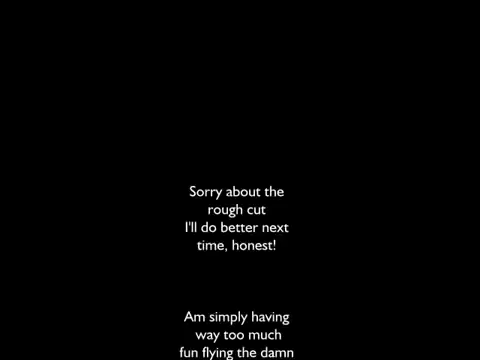 Sorry about the
rough cut
I'll do better next
time, honest!
Am simply having
way too much
fun flying the damn